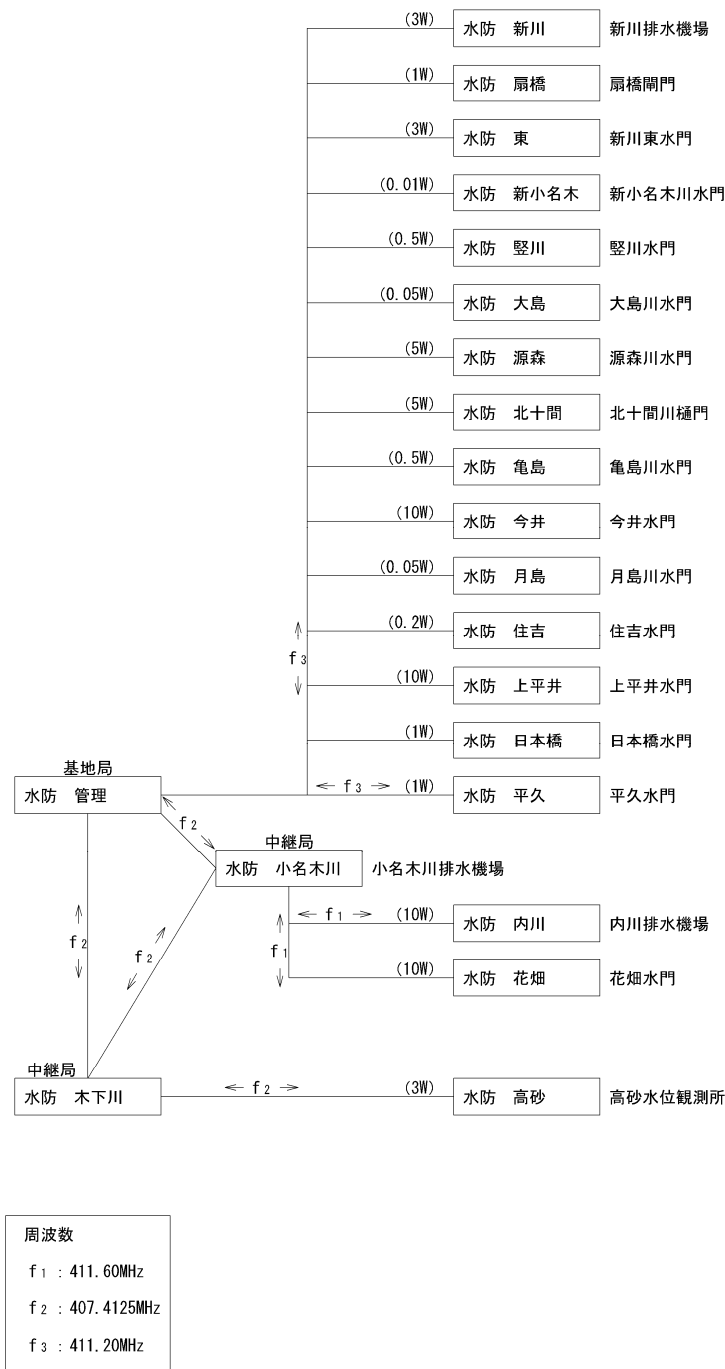 (3W) 水防 新川 新川排水機場
(1W) 水防 扇橋 扇橋閘門
(3W) 水防 東 新川東水門
(0.01W) 水防 新小名木 新小名木川水門
(0.5W) 水防 竪川 竪川水門
(0.05W) 水防 大島 大島川水門
(5W) 水防 源森 源森川水門
(5W) 水防 北十間 北十間川樋門
(0.5W) 水防 亀島 亀島川水門
(10W) 水防 今井 今井水門
(0.05W) 水防 月島 月島川水門
(0.2W) 水防 住吉 住吉水門
↑
f3
↓
(10W) 水防 上平井 上平井水門
(1W) 水防 日本橋 日本橋水門
基地局
水防 管理 ← f3 → (1W) 水防 平久 平久水門
f2
中継局
水防 小名木川 小名木川排水機場
← f1 → (10W) 水防 内川 内川排水機場
f2
f2
f1
(10W) 水防 花畑 花畑水門
中継局
水防 木下川 ← f2 → (3W) 水防 高砂 高砂水位観測所
周波数
f1 : 411.60MHz
f2 : 407.4125MHz
f3 : 411.20MHz